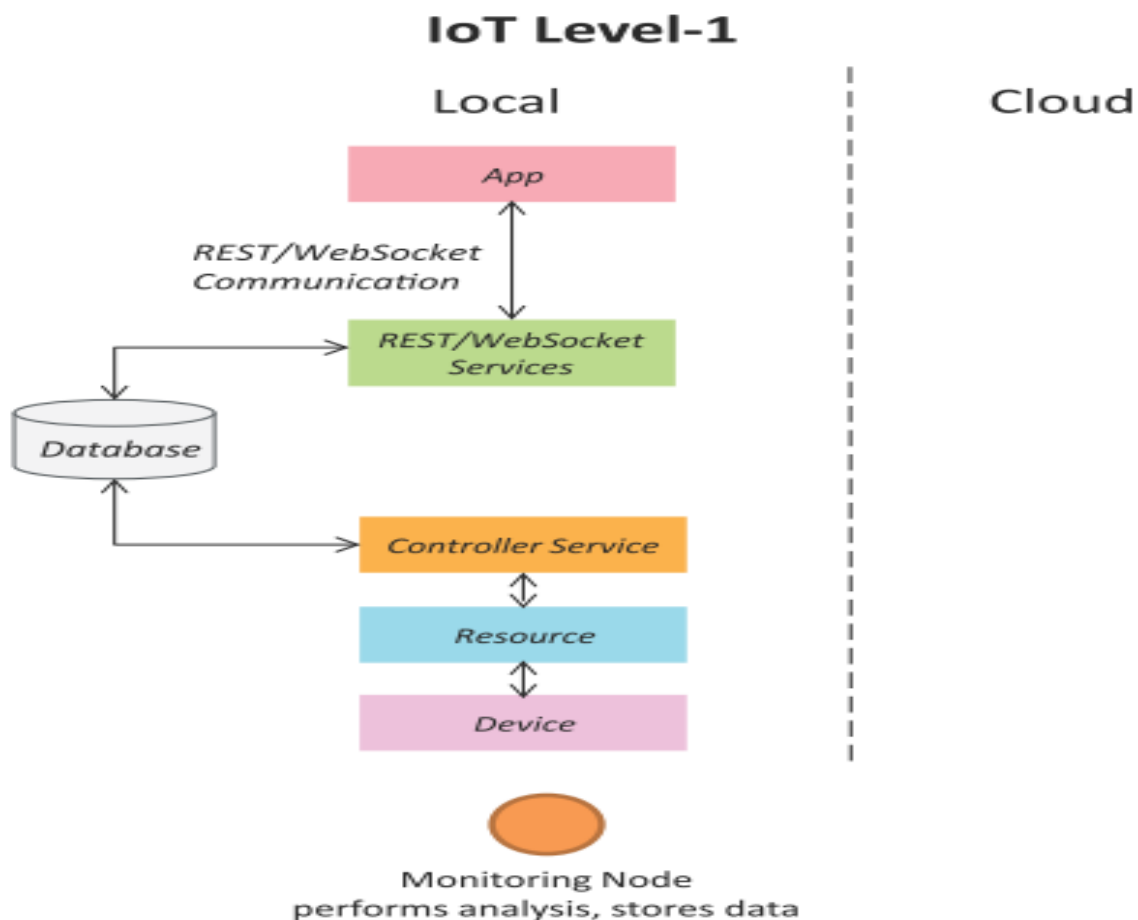 IoT Level-1
Local
Cloud
App
REST/WebSocket
Communication
REST/WebSocket
Services
Database
Controller Service
Resource
Device
Monitoring Node
performs analysis, stores data